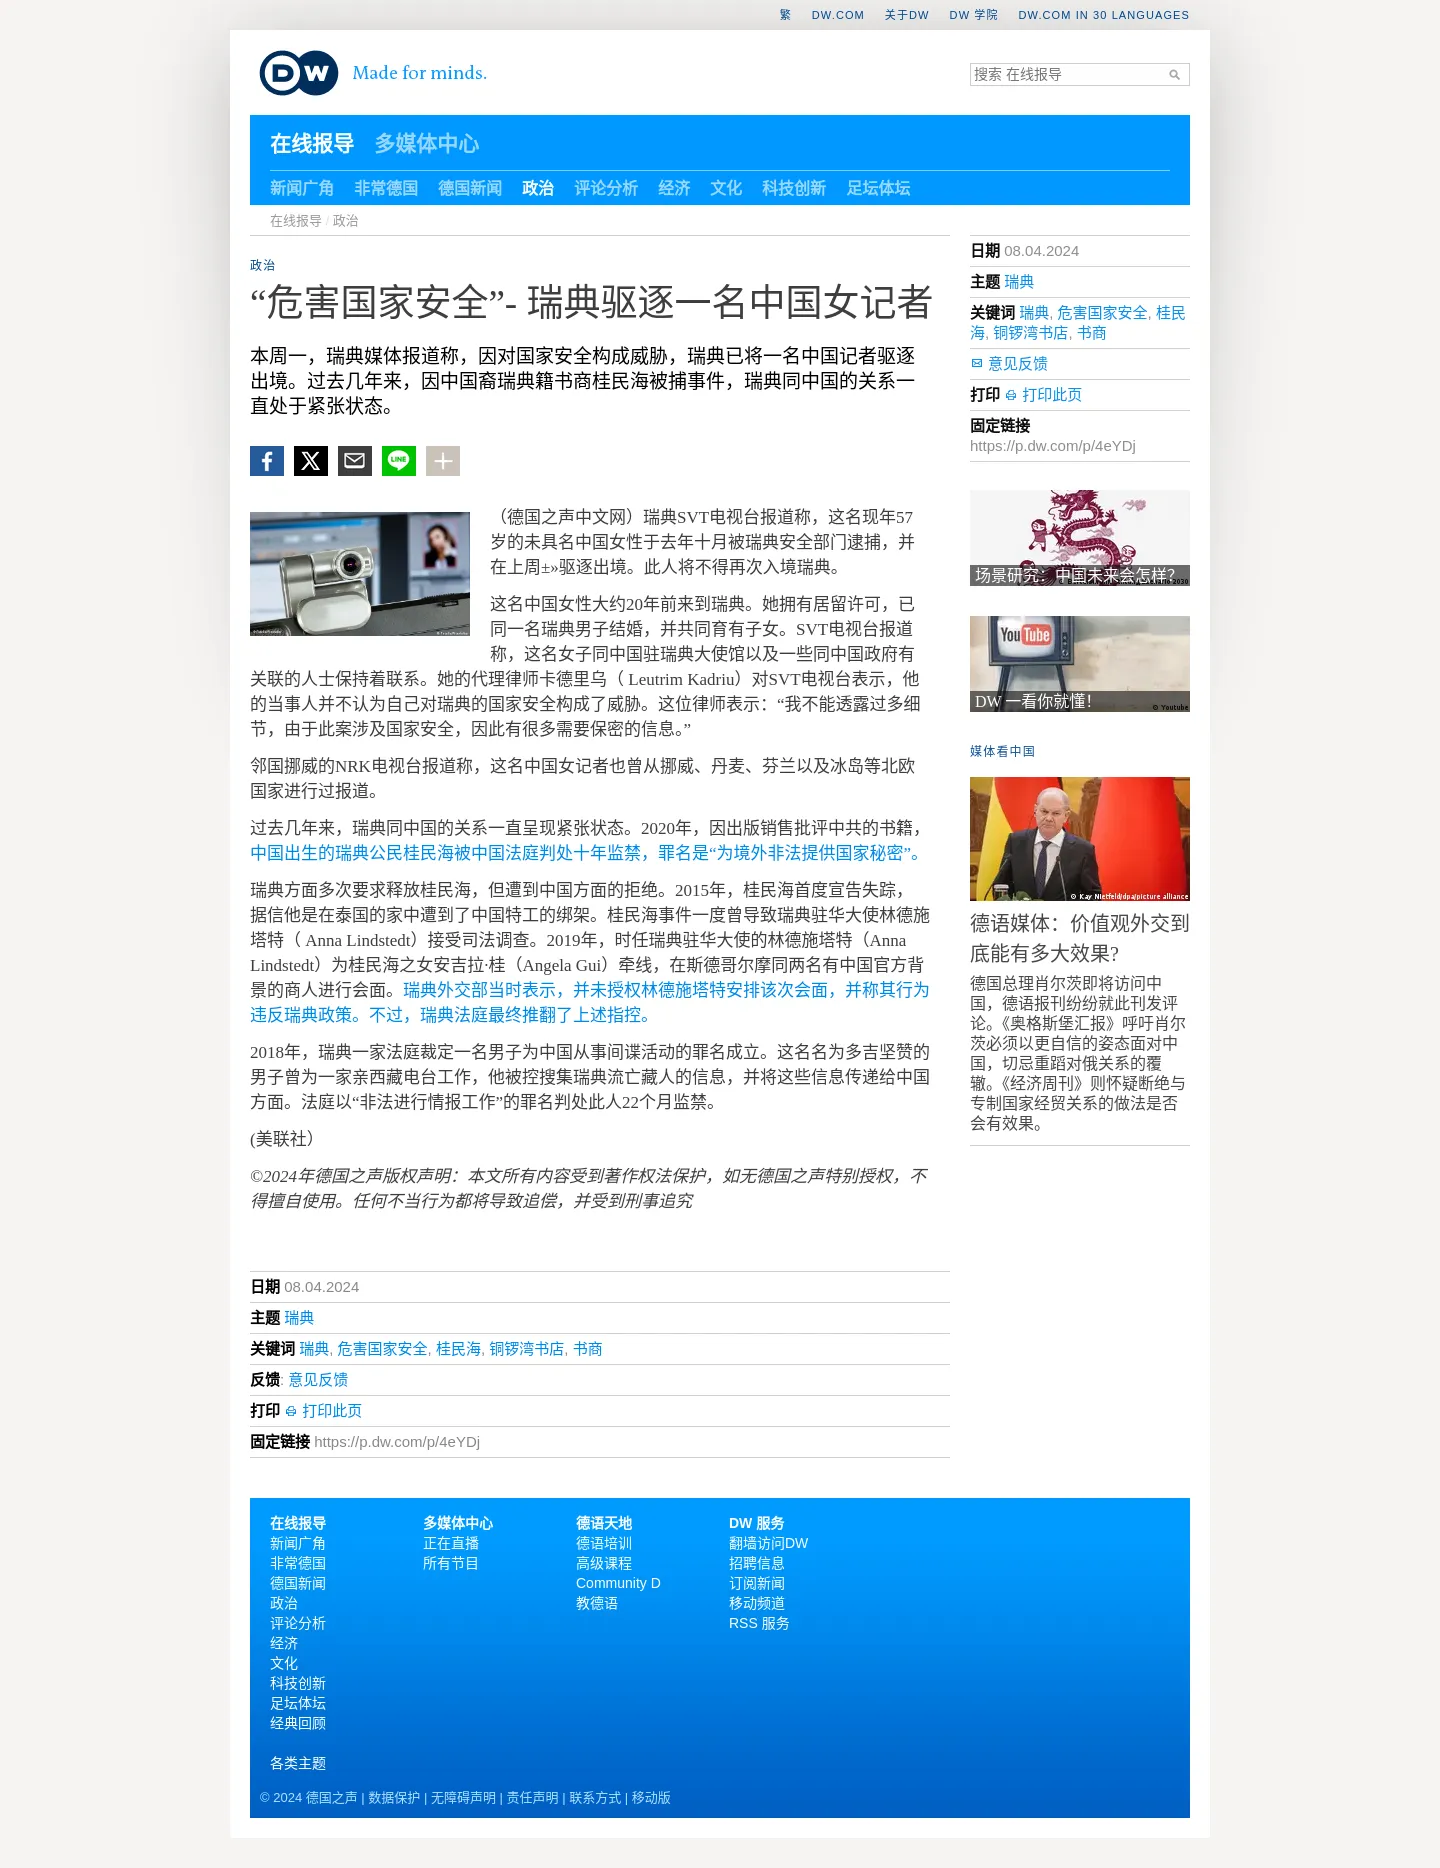 繁 DW.COM 关于DW DW 学院 DW.COM IN 30 LANGUAGES
DW Made for minds.
搜索 在线报导
在线报导 多媒体中心
新闻广角 非常德国 德国新闻 政治 评论分析 经济 文化 科技创新 足坛体坛
在线报导 / 政治
政治
“危害国家安全”- 瑞典驱逐一名中国女记者
本周一，瑞典媒体报道称，因对国家安全构成威胁，瑞典已将一名中国记者驱逐
出境。过去几年来，因中国裔瑞典籍书商桂民海被捕事件，瑞典同中国的关系一
直处于紧张状态。
LINE
（德国之声中文网）瑞典SVT电视台报道称，这名现年57
岁的未具名中国女性于去年十月被瑞典安全部门逮捕，并
在上周±»驱逐出境。此人将不得再次入境瑞典。
这名中国女性大约20年前来到瑞典。她拥有居留许可，已
同一名瑞典男子结婚，并共同育有子女。SVT电视台报道
称，这名女子同中国驻瑞典大使馆以及一些同中国政府有
关联的人士保持着联系。她的代理律师卡德里乌（ Leutrim Kadriu）对SVT电视台表示，他
的当事人并不认为自己对瑞典的国家安全构成了威胁。这位律师表示：“我不能透露过多细
节，由于此案涉及国家安全，因此有很多需要保密的信息。”
邻国挪威的NRK电视台报道称，这名中国女记者也曾从挪威、丹麦、芬兰以及冰岛等北欧
国家进行过报道。
过去几年来，瑞典同中国的关系一直呈现紧张状态。2020年，因出版销售批评中共的书籍，
中国出生的瑞典公民桂民海被中国法庭判处十年监禁，罪名是“为境外非法提供国家秘密”。
瑞典方面多次要求释放桂民海，但遭到中国方面的拒绝。2015年，桂民海首度宣告失踪，
据信他是在泰国的家中遭到了中国特工的绑架。桂民海事件一度曾导致瑞典驻华大使林德施
塔特（ Anna Lindstedt）接受司法调查。2019年，时任瑞典驻华大使的林德施塔特（Anna
Lindstedt）为桂民海之女安吉拉·桂（Angela Gui）牵线，在斯德哥尔摩同两名有中国官方背
景的商人进行会面。瑞典外交部当时表示，并未授权林德施塔特安排该次会面，并称其行为
违反瑞典政策。不过，瑞典法庭最终推翻了上述指控。
2018年，瑞典一家法庭裁定一名男子为中国从事间谍活动的罪名成立。这名名为多吉坚赞的
男子曾为一家亲西藏电台工作，他被控搜集瑞典流亡藏人的信息，并将这些信息传递给中国
方面。法庭以“非法进行情报工作”的罪名判处此人22个月监禁。
(美联社）
©2024年德国之声版权声明：本文所有内容受到著作权法保护，如无德国之声特别授权，不
得擅自使用。任何不当行为都将导致追偿，并受到刑事追究
日期 08.04.2024
主题 瑞典
关键词 瑞典, 危害国家安全, 桂民海, 铜锣湾书店, 书商
反馈: 意见反馈
打印 打印此页
固定链接 https://p.dw.com/p/4eYDj
日期 08.04.2024
主题 瑞典
关键词 瑞典, 危害国家安全, 桂民
海, 铜锣湾书店, 书商
意见反馈
打印 打印此页
固定链接
https://p.dw.com/p/4eYDj
场景研究：中国未来会怎样？
YouTube
DW 一看你就懂！
© Youtube
媒体看中国
© Kay Nietfeld/dpa/picture alliance
德语媒体：价值观外交到
底能有多大效果?
德国总理肖尔茨即将访问中
国，德语报刊纷纷就此刊发评
论。《奥格斯堡汇报》呼吁肖尔
茨必须以更自信的姿态面对中
国，切忌重蹈对俄关系的覆
辙。《经济周刊》则怀疑断绝与
专制国家经贸关系的做法是否
会有效果。
在线报导
新闻广角
非常德国
德国新闻
政治
评论分析
经济
文化
科技创新
足坛体坛
经典回顾
各类主题
多媒体中心
正在直播
所有节目
德语天地
德语培训
高级课程
Community D
教德语
DW 服务
翻墙访问DW
招聘信息
订阅新闻
移动频道
RSS 服务
© 2024 德国之声 | 数据保护 | 无障碍声明 | 责任声明 | 联系方式 | 移动版